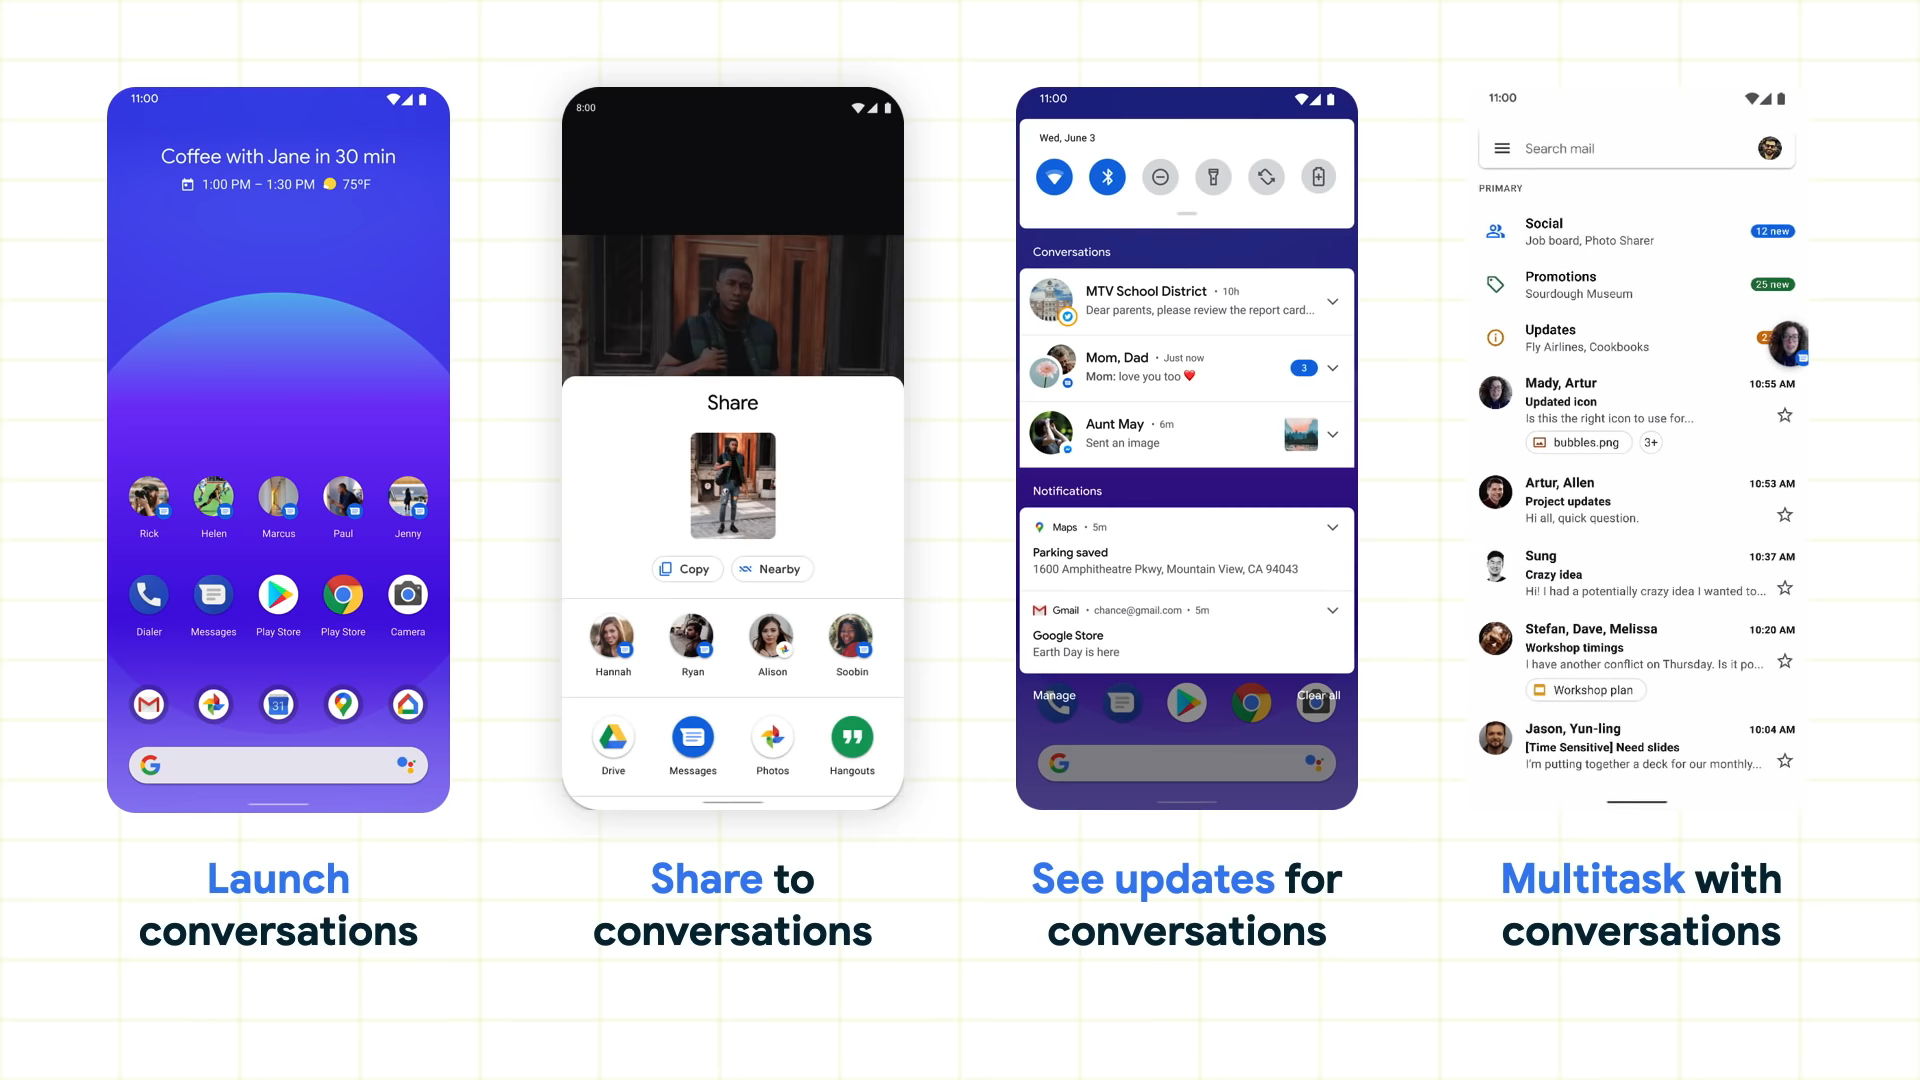 11:00
Coffee with Jane in 30 min
1:00 PM – 1:30 PM 75°F
Rick Helen Marcus Paul Jenny
Dialer Messages Play Store Play Store Camera
31
Launch
conversations
8:00
Share
Copy Nearby
Hannah Ryan Alison Soobin
Drive Messages Photos Hangouts
Share to
conversations
11:00
Wed, June 3
Conversations
MTV School District • 10h
Dear parents, please review the report card...
Mom, Dad • Just now
Mom: love you too ❤️
3
Aunt May • 6m
Sent an image
Notifications
Maps • 5m
Parking saved
1600 Amphitheatre Pkwy, Mountain View, CA 94043
Gmail • chance@gmail.com • 5m
Google Store
Earth Day is here
Manage Clear all
See updates for
conversations
11:00
Search mail
PRIMARY
Social
Job board, Photo Sharer
12 new
Promotions
Sourdough Museum
25 new
Updates
Fly Airlines, Cookbooks
Mady, Artur 10:55 AM
Updated icon
Is this the right icon to use for...
bubbles.png 3+
Artur, Allen 10:53 AM
Project updates
Hi all, quick question.
Sung 10:37 AM
Crazy idea
Hi! I had a potentially crazy idea I wanted to...
Stefan, Dave, Melissa 10:20 AM
Workshop timings
I have another conflict on Thursday. Is it po...
Workshop plan
Jason, Yun-ling 10:04 AM
[Time Sensitive] Need slides
I'm putting together a deck for our monthly...
Multitask with
conversations